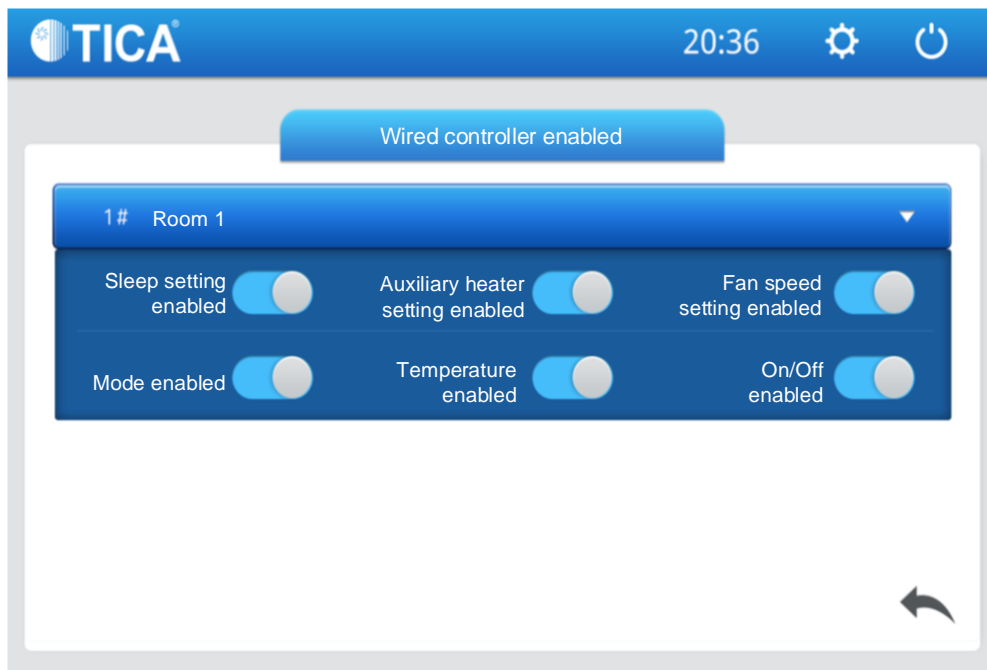 TICA®
20:36
Wired controller enabled
1# Room 1
Sleep setting
enabled
Auxiliary heater
setting enabled
Fan speed
setting enabled
Mode enabled
Temperature
enabled
On/Off
enabled